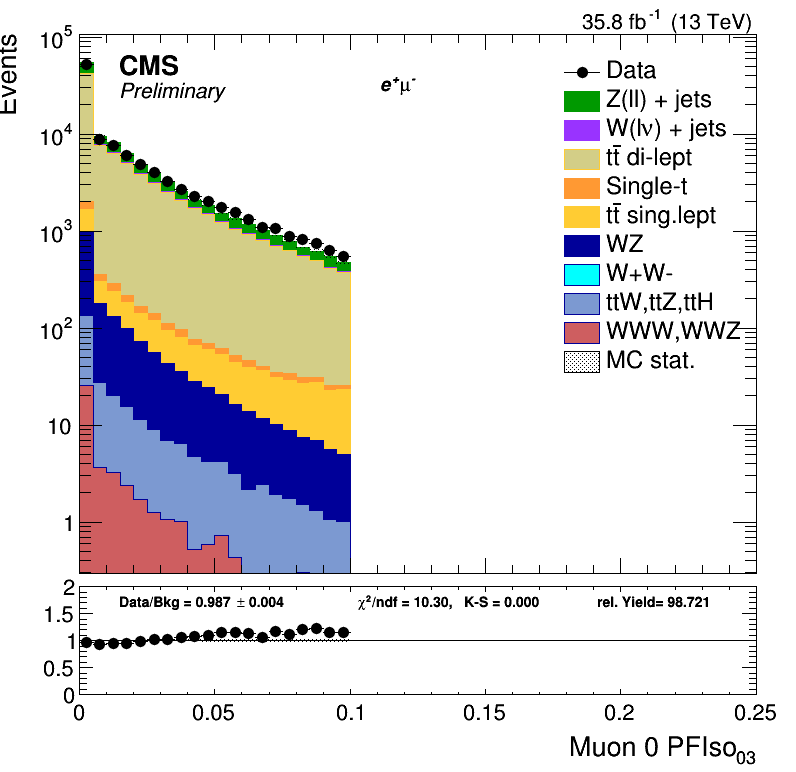 35.8 fb⁻¹ (13 TeV)
Events
CMS
Preliminary
e⁺μ⁻
Data
Z(ll) + jets
W(lν) + jets
tt̄ di-lept
Single-t
tt̄ sing.lept
WZ
W+W-
ttW,ttZ,ttH
WWW,WWZ
MC stat.
10⁵
10⁴
10³
10²
10
1
Data/Bkg = 0.987 ± 0.004
χ²/ndf = 10.30, K-S = 0.000
rel. Yield= 98.721
2
1.5
1
0.5
0
0 0.05 0.1 0.15 0.2 0.25
Muon 0 PFIso₀₃